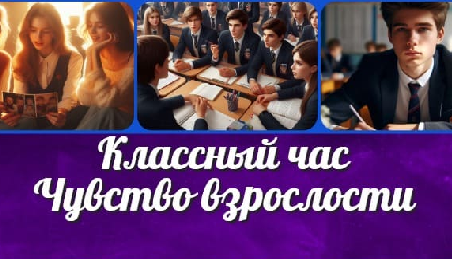 Классный час
Чувство взрослости